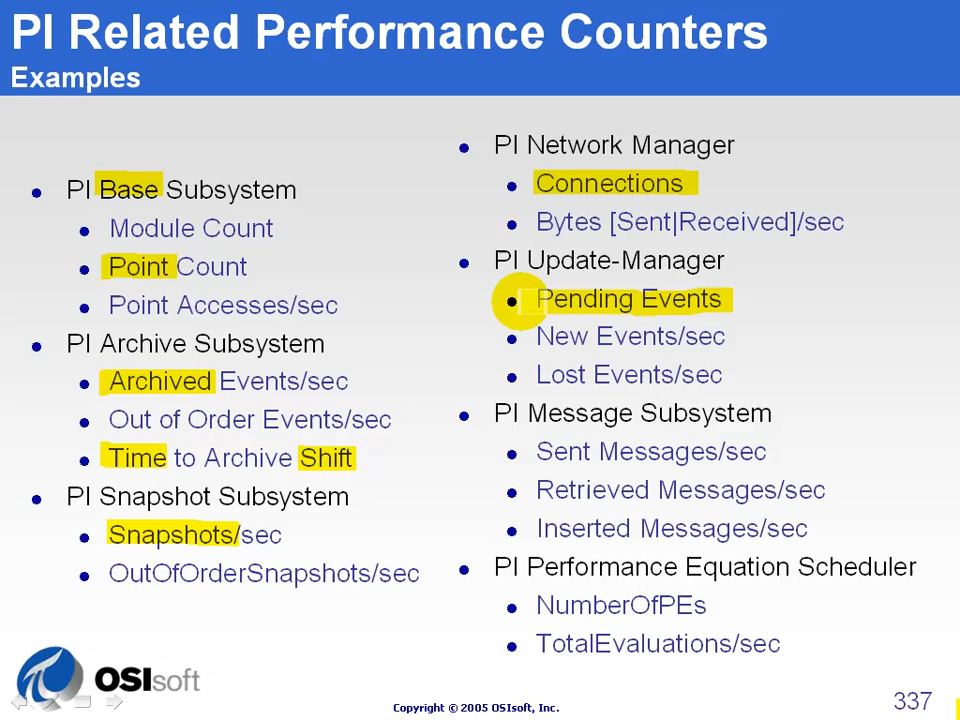 PI Related Performance Counters
Examples
PI Base Subsystem
Module Count
Point Count
Point Accesses/sec
PI Archive Subsystem
Archived Events/sec
Out of Order Events/sec
Time to Archive Shift
PI Snapshot Subsystem
Snapshots/sec
OutOfOrderSnapshots/sec
PI Network Manager
Connections
Bytes [Sent|Received]/sec
PI Update-Manager
Pending Events
New Events/sec
Lost Events/sec
PI Message Subsystem
Sent Messages/sec
Retrieved Messages/sec
Inserted Messages/sec
PI Performance Equation Scheduler
NumberOfPEs
TotalEvaluations/sec
OSIsoft
Copyright © 2005 OSIsoft, Inc.
337